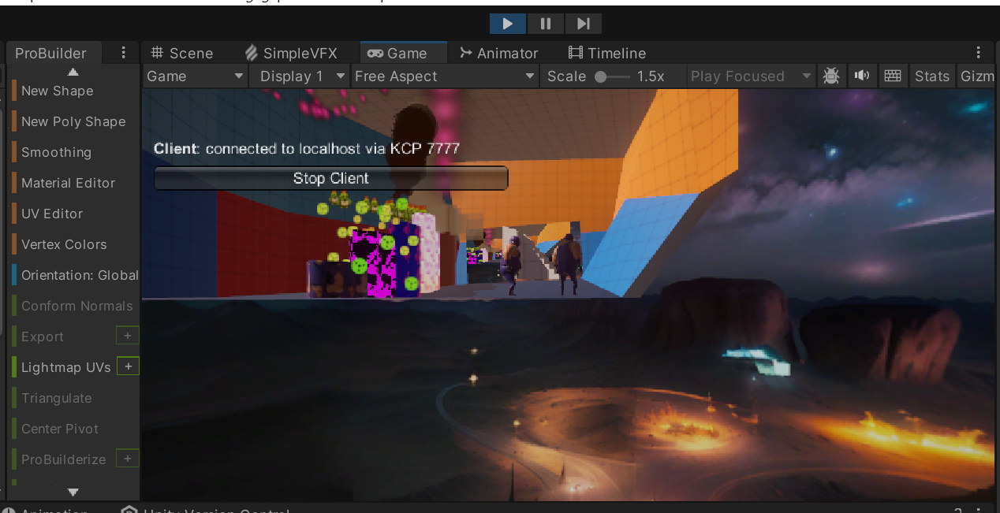 ProBuilder
Scene
SimpleVFX
Game
Animator
Timeline
Game
Display 1
Free Aspect
Scale
1.5x
Play Focused
Stats
Gizm
New Shape
New Poly Shape
Smoothing
Material Editor
UV Editor
Vertex Colors
Orientation: Global
Conform Normals
Export
+
Lightmap UVs
+
Triangulate
Center Pivot
ProBuilderize
+
Client: connected to localhost via KCP 7777
Stop Client
Animation
Unity Version Control